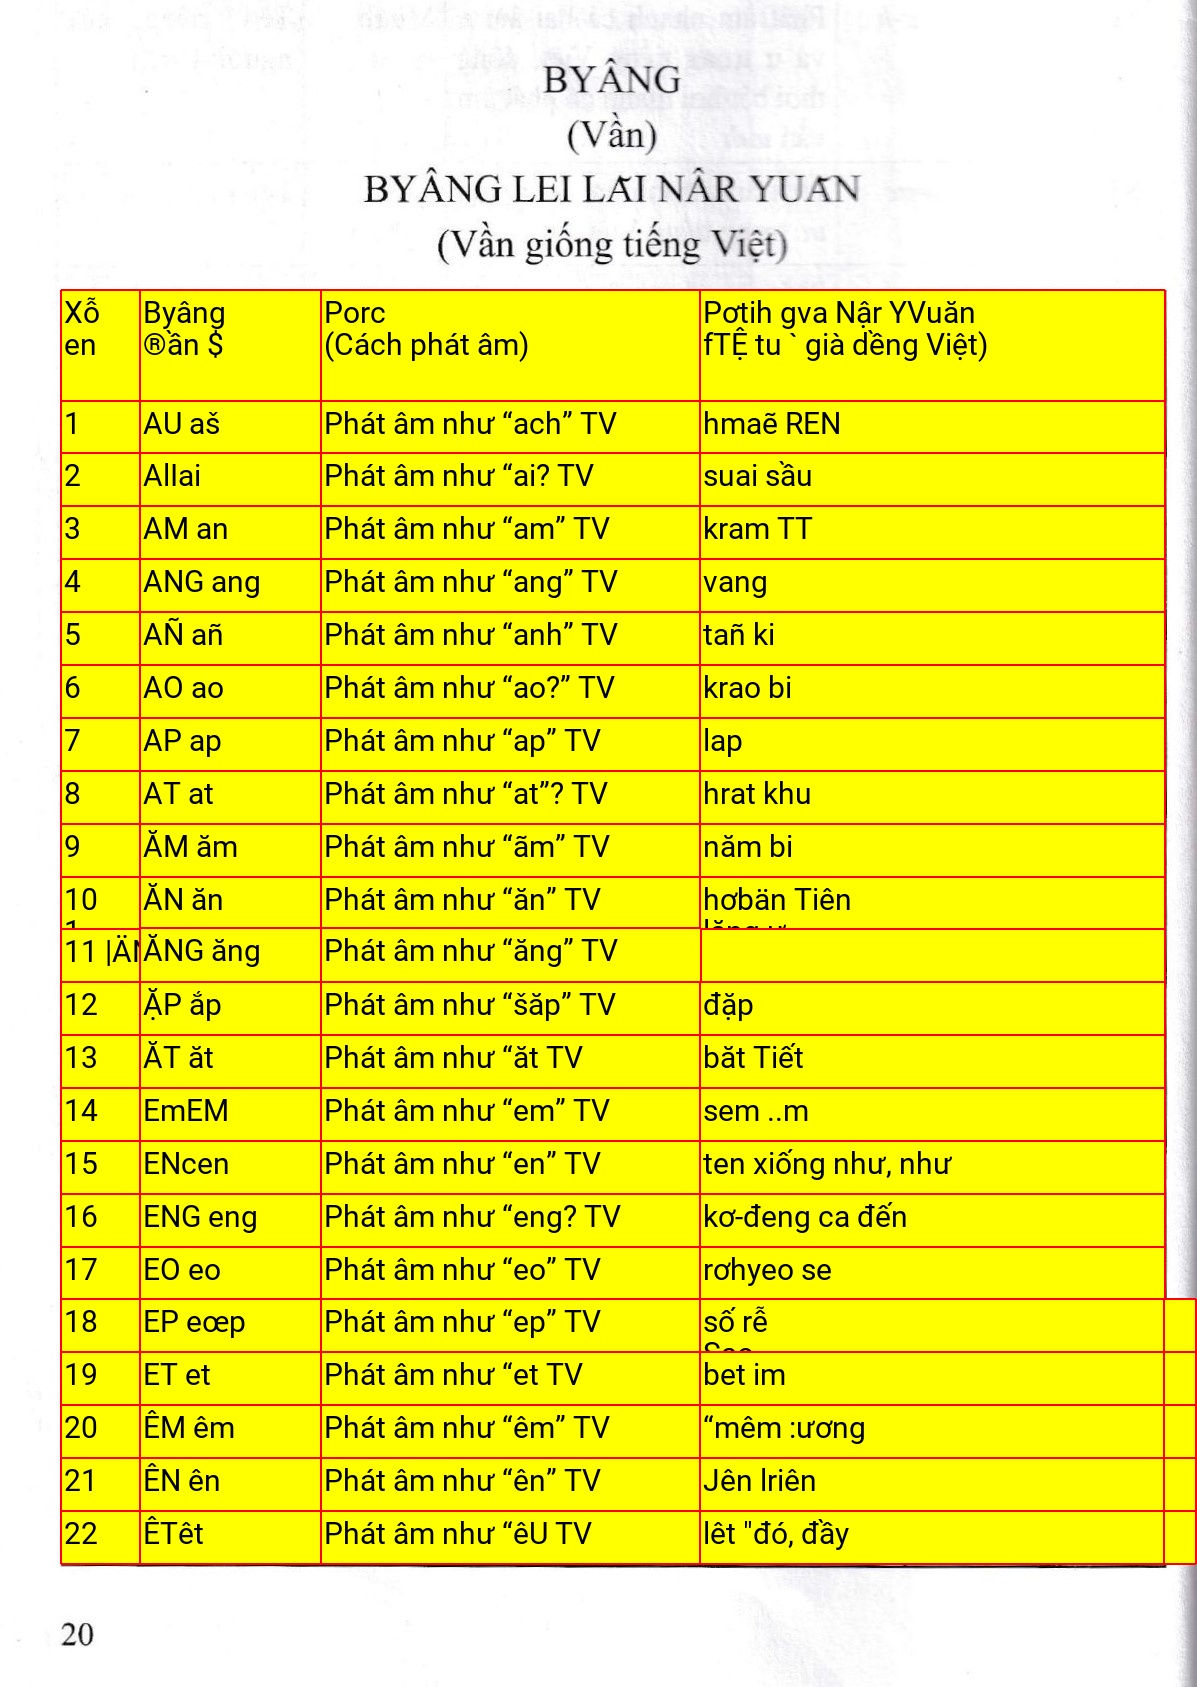 BYÂNG
(Vần)
BYÂNG LEI LĂI NÂR YUĂN
(Vần giống tiếng Việt)
Xỗ en Byâng ®ần $ Porc (Cách phát âm) Pơtih gva Nậr YVuăn fTỆ tu ` già dềng Việt)
1 AU aš Phát âm như “ach” TV hmaẽ REN
2 Allai Phát âm như “ai? TV suai sầu
3 AM an Phát âm như “am” TV kram TT
4 ANG ang Phát âm như “ang” TV vang
5 AÑ añ Phát âm như “anh” TV tañ ki
6 AO ao Phát âm như “ao?” TV krao bi
7 AP ap Phát âm như “ap” TV lap
8 AT at Phát âm như “at”? TV hrat khu
9 ĂM ăm Phát âm như “ãm” TV năm bi
10 ĂN ăn Phát âm như “ăn” TV hơbän Tiên
11 |ÄN ĂNG ăng Phát âm như “ăng” TV
12 ẶP ắp Phát âm như “šăp” TV đặp
13 ĂT ăt Phát âm như “ăt TV băt Tiết
14 EmEM Phát âm như “em” TV sem ..m
15 ENcen Phát âm như “en” TV ten xiống như, như
16 ENG eng Phát âm như “eng? TV kơ-đeng ca đến
17 EO eo Phát âm như “eo” TV rơhyeo se
18 EP eœp Phát âm như “ep” TV số rễ
19 ET et Phát âm như “et TV bet im
20 ÊM êm Phát âm như “êm” TV “mêm :ương
21 ÊN ên Phát âm như “ên” TV Jên lriên
22 ÊTêt Phát âm như “êU TV lêt "đó, đầy
20